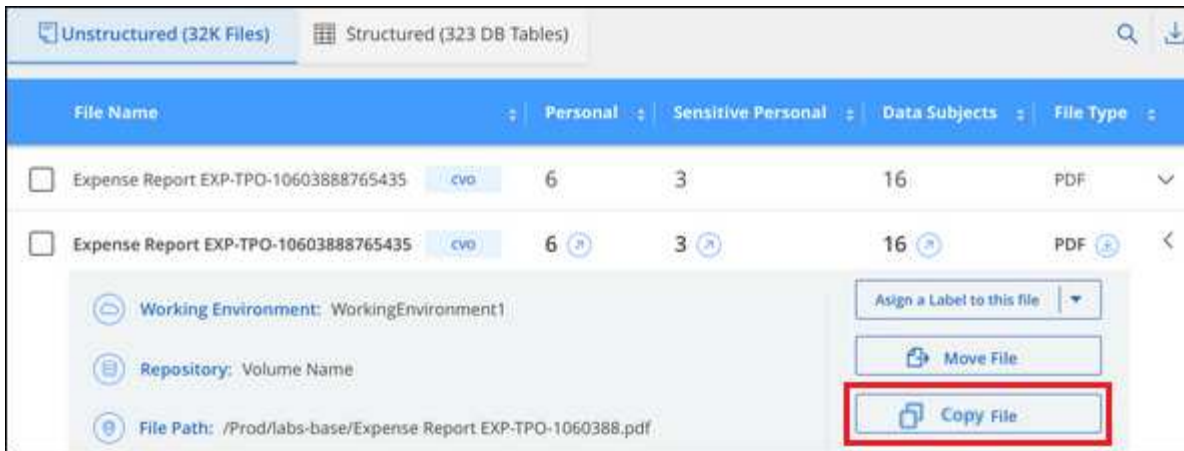 Unstructured (32K Files) Structured (323 DB Tables)
File Name Personal Sensitive Personal Data Subjects File Type
Expense Report EXP-TPO-10603888765435 CVO 6 3 16 PDF
Expense Report EXP-TPO-10603888765435 CVO 6 3 16 PDF
Working Environment: WorkingEnvironment1
Asign a Label to this file
Repository: Volume Name
Move File
File Path: /Prod/labs-base/Expense Report EXP-TPO-1060388.pdf
Copy File